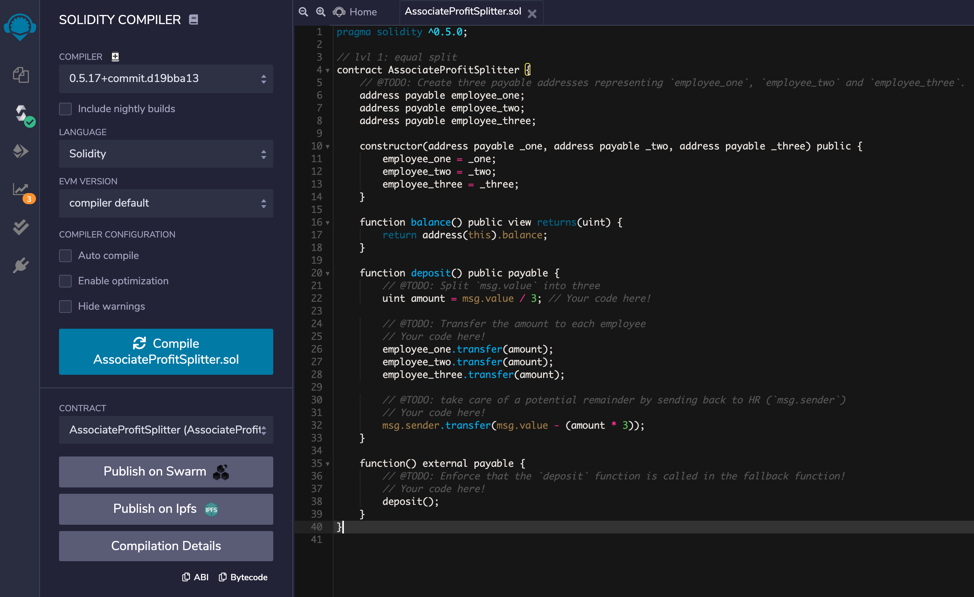 SOLIDITY COMPILER
COMPILER
0.5.17+commit.d19bba13
Include nightly builds
LANGUAGE
Solidity
EVM VERSION
compiler default
COMPILER CONFIGURATION
Auto compile
Enable optimization
Hide warnings
Compile
AssociateProfitSplitter.sol
CONTRACT
AssociateProfitSplitter (AssociateProfit
Publish on Swarm
Publish on Ipfs IPFS
Compilation Details
ABI Bytecode
3
Home AssociateProfitSplitter.sol
1 pragma solidity ^0.5.0;
2
3 // lvl 1: equal split
4 contract AssociateProfitSplitter {
5 // @TODO: Create three payable addresses representing `employee_one`, `employee_two` and `employee_three`.
6 address payable employee_one;
7 address payable employee_two;
8 address payable employee_three;
9
10 constructor(address payable _one, address payable _two, address payable _three) public {
11 employee_one = _one;
12 employee_two = _two;
13 employee_three = _three;
14 }
15
16 function balance() public view returns(uint) {
17 return address(this).balance;
18 }
19
20 function deposit() public payable {
21 // @TODO: Split `msg.value` into three
22 uint amount = msg.value / 3; // Your code here!
23
24 // @TODO: Transfer the amount to each employee
25 // Your code here!
26 employee_one.transfer(amount);
27 employee_two.transfer(amount);
28 employee_three.transfer(amount);
29
30 // @TODO: take care of a potential remainder by sending back to HR (`msg.sender`)
31 // Your code here!
32 msg.sender.transfer(msg.value - (amount * 3));
33 }
34
35 function() external payable {
36 // @TODO: Enforce that the `deposit` function is called in the fallback function!
37 // Your code here!
38 deposit();
39 }
40 }
41